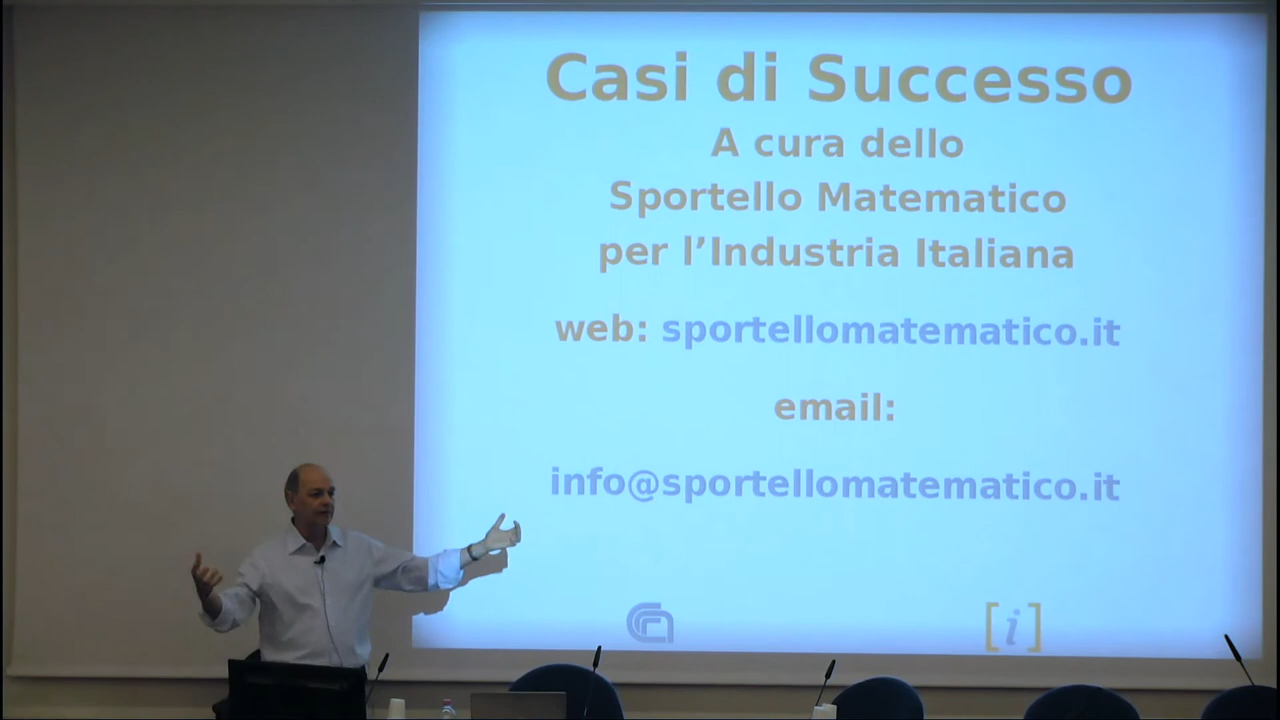 Casi di Successo
A cura dello
Sportello Matematico
per l’Industria Italiana
web: sportellomatematico.it
email:
info@sportellomatematico.it
[i]